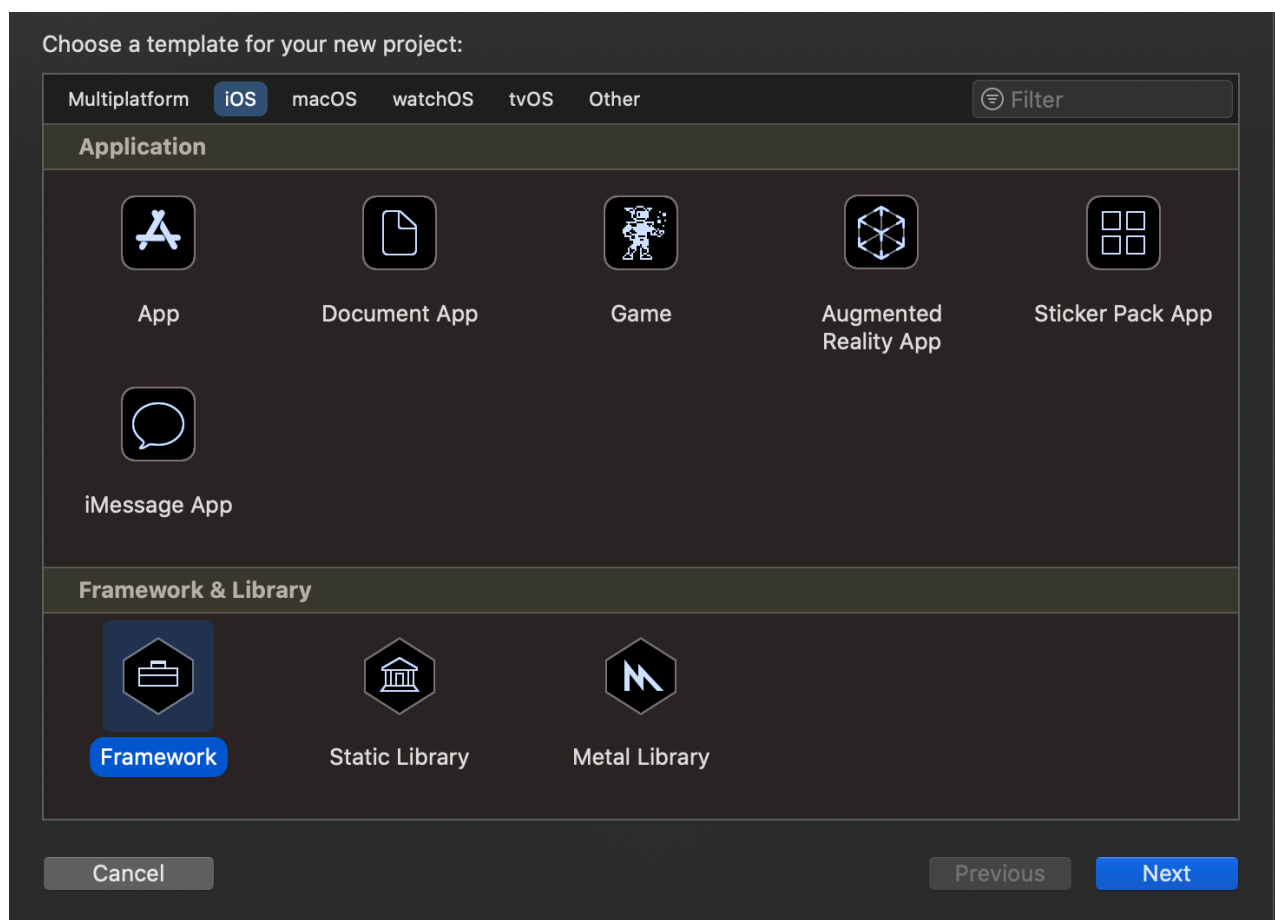 Choose a template for your new project:
Multiplatform iOS macOS watchOS tvOS Other Filter
Application
App Document App Game Augmented Reality App Sticker Pack App
iMessage App
Framework & Library
Framework Static Library Metal Library
Cancel Previous Next